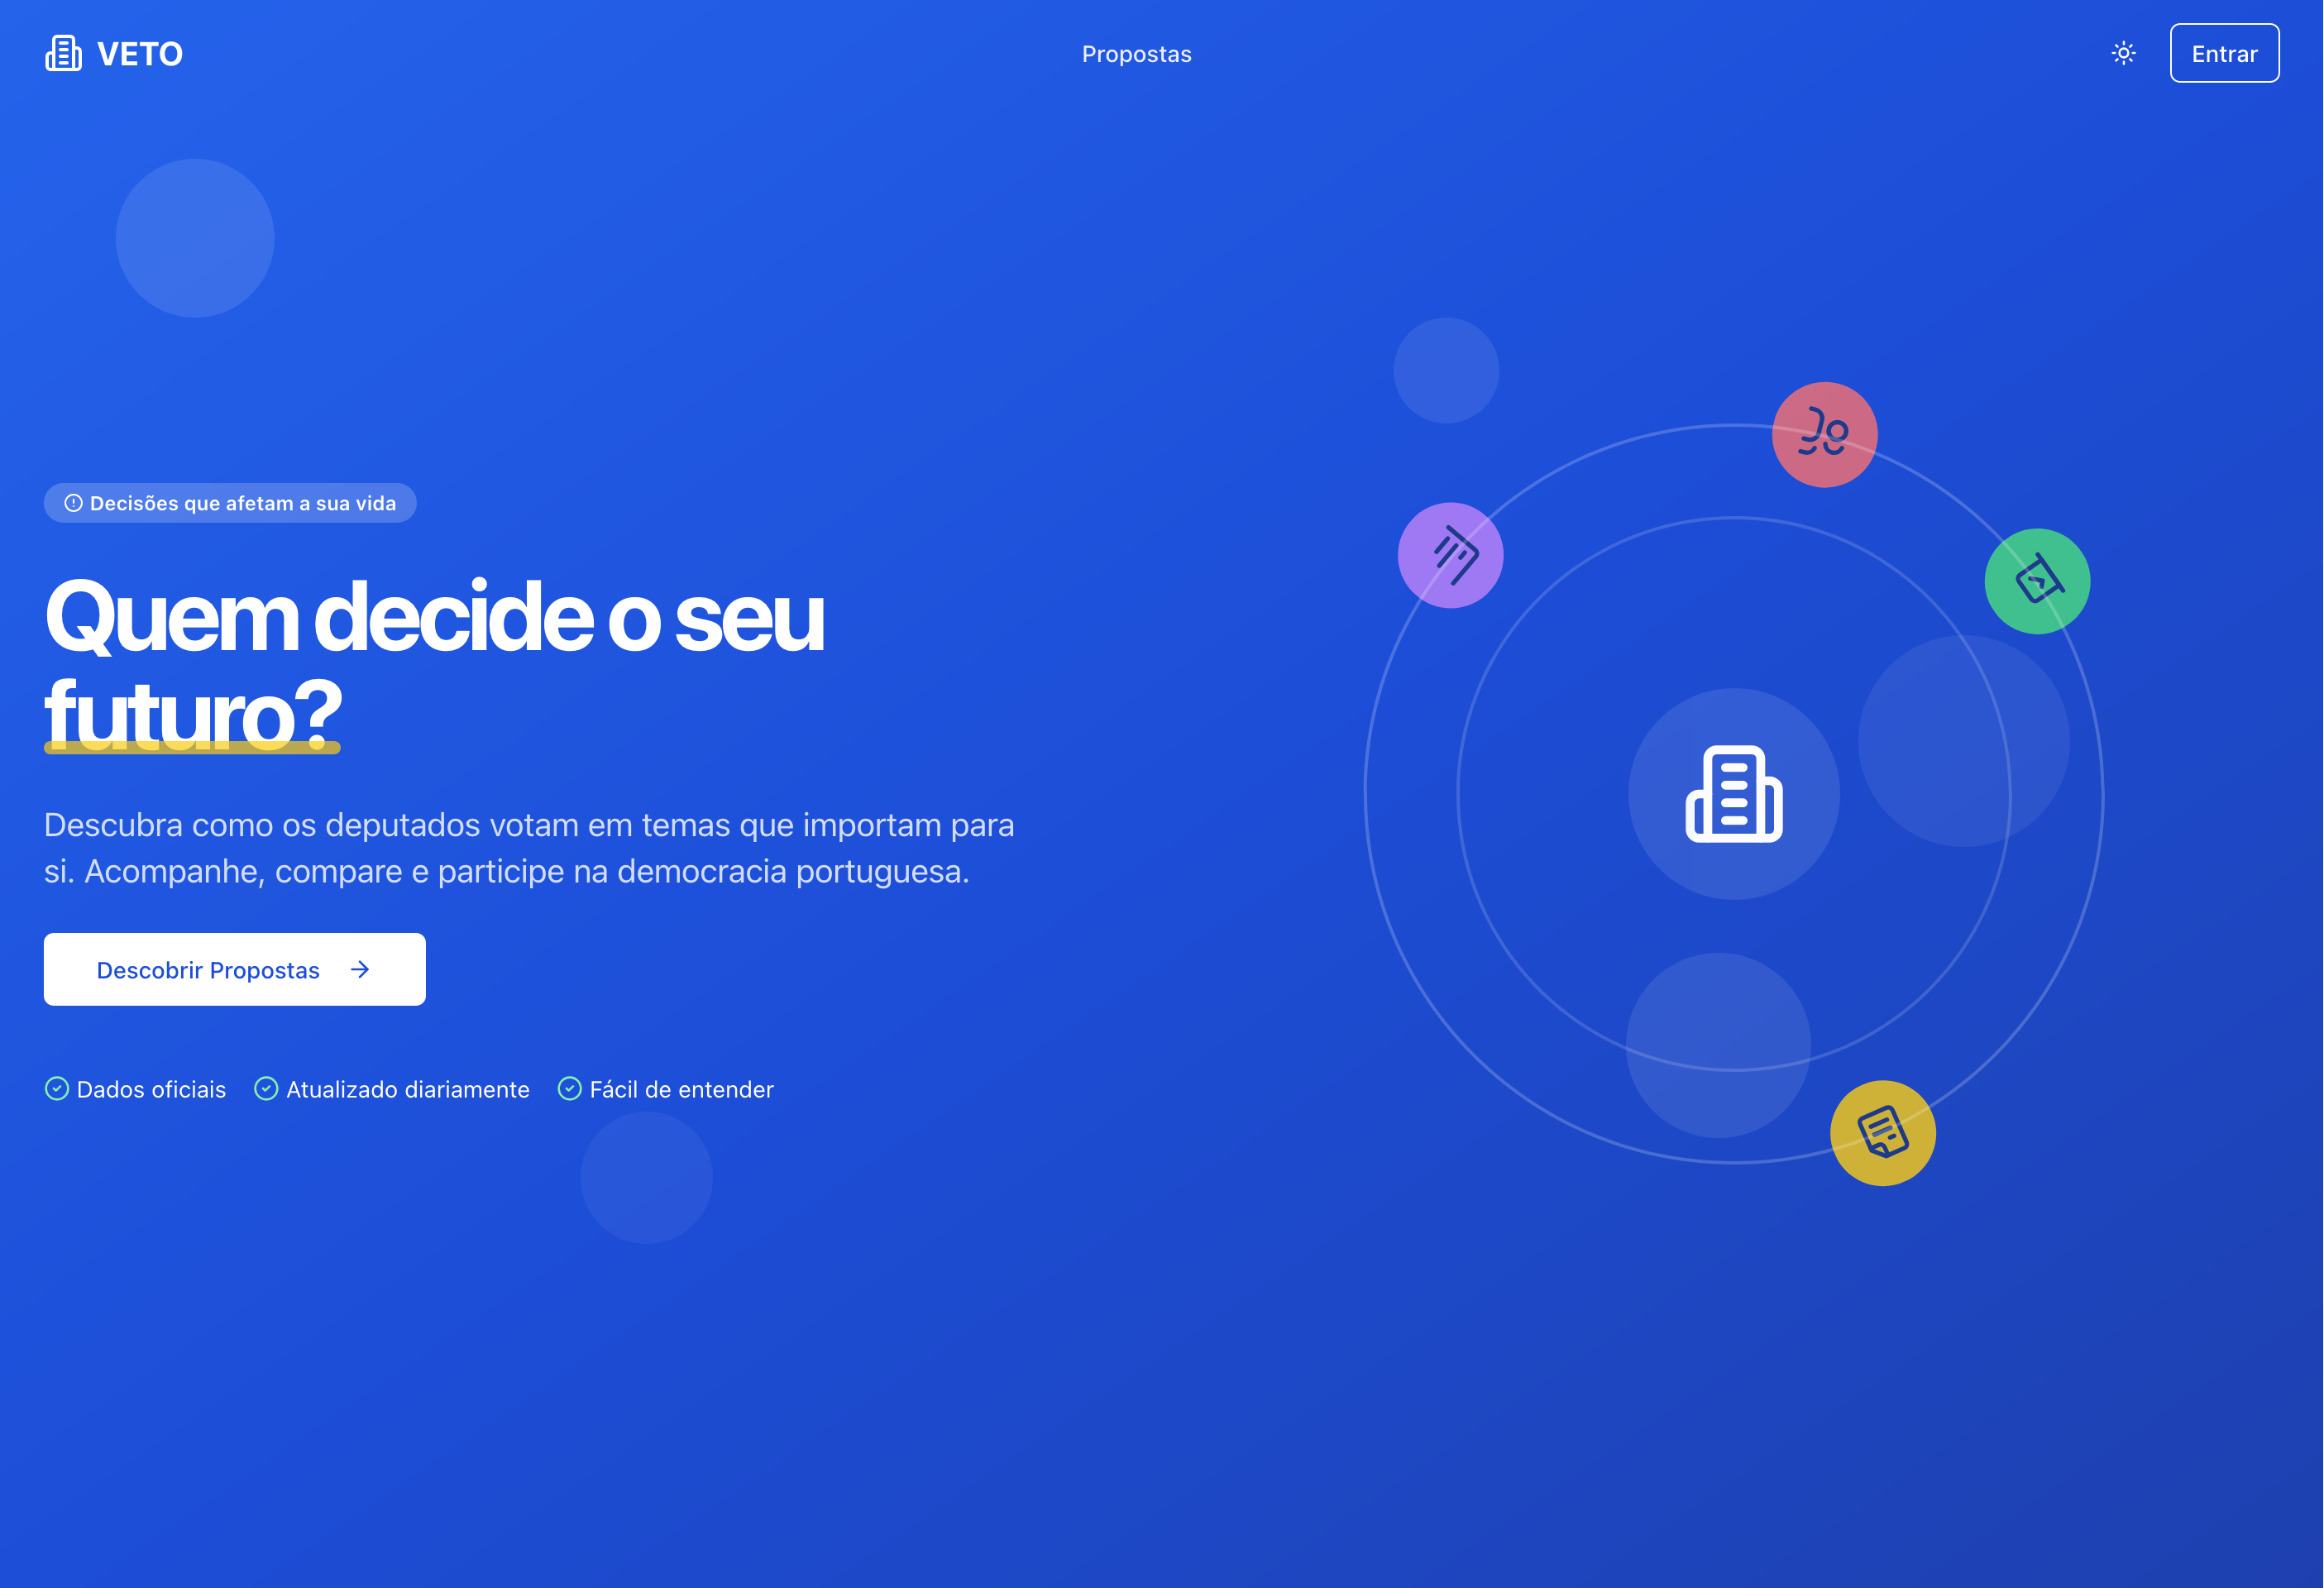 VETO
Propostas
Entrar
Decisões que afetam a sua vida
Quem decide o seu
futuro?
Descubra como os deputados votam em temas que importam para
si. Acompanhe, compare e participe na democracia portuguesa.
Descobrir Propostas
Dados oficiais
Atualizado diariamente
Fácil de entender